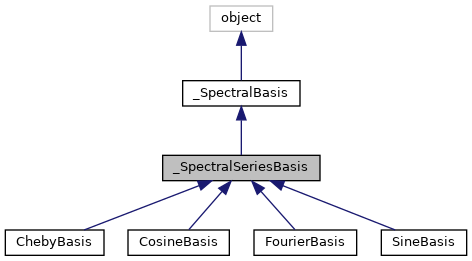 object
_SpectralBasis
_SpectralSeriesBasis
ChebyBasis
CosineBasis
FourierBasis
SineBasis